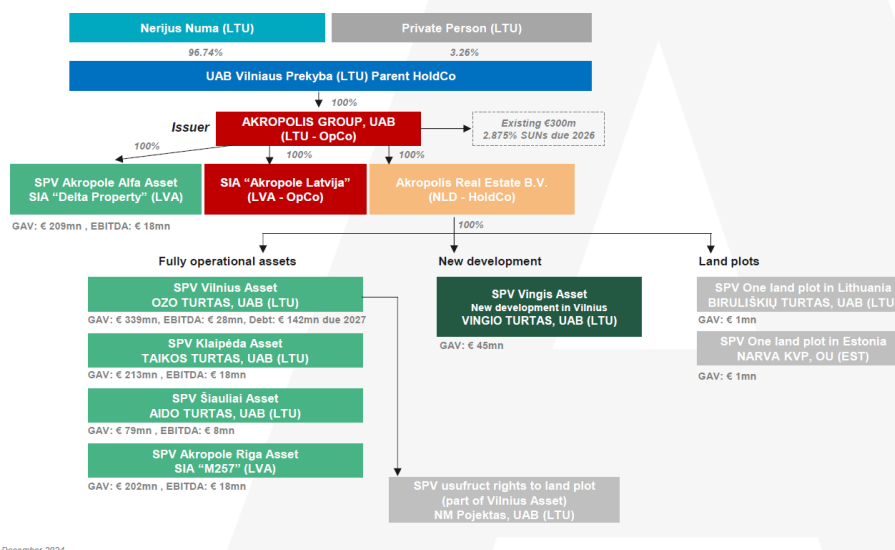 Nerijus Numa (LTU)
Private Person (LTU)
96.74%
3.26%
UAB Vilniaus Prekyba (LTU) Parent HoldCo
100%
Issuer
AKROPOLIS GROUP, UAB
(LTU - OpCo)
Existing €300m
2.875% SUNs due 2026
100%
100%
100%
SPV Akropole Alfa Asset
SIA “Delta Property” (LVA)
SIA “Akropole Latvija”
(LVA - OpCo)
Akropolis Real Estate B.V.
(NLD - HoldCo)
GAV: € 209mn , EBITDA: € 18mn
100%
Fully operational assets
New development
Land plots
SPV Vilnius Asset
OZO TURTAS, UAB (LTU)
GAV: € 339mn, EBITDA: € 28mn, Debt: € 142mn due 2027
SPV Klaipėda Asset
TAIKOS TURTAS, UAB (LTU)
GAV: € 213mn , EBITDA: € 18mn
SPV Šiauliai Asset
AIDO TURTAS, UAB (LTU)
GAV: € 79mn , EBITDA: € 8mn
SPV Akropole Riga Asset
SIA “M257” (LVA)
GAV: € 202mn , EBITDA: € 18mn
SPV Vingis Asset
New development in Vilnius
VINGIO TURTAS, UAB (LTU)
GAV: € 45mn
SPV One land plot in Lithuania
BIRULIŠKIŲ TURTAS, UAB (LTU)
GAV: € 1mn
SPV One land plot in Estonia
NARVA KVP, OU (EST)
GAV: € 1mn
SPV usufruct rights to land plot
(part of Vilnius Asset)
NM Pojektas, UAB (LTU)
December 2024